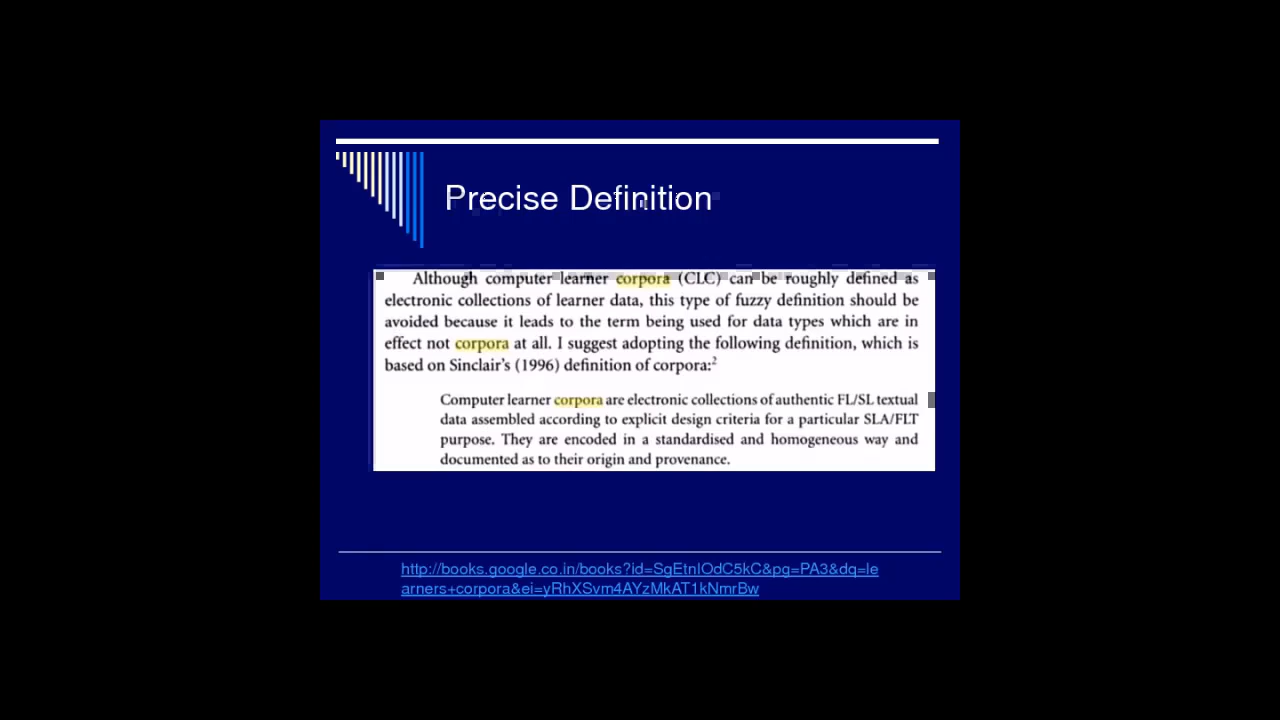 Precise Definition
Although computer learner corpora (CLC) can be roughly defined as
electronic collections of learner data, this type of fuzzy definition should be
avoided because it leads to the term being used for data types which are in
effect not corpora at all. I suggest adopting the following definition, which is
based on Sinclair's (1996) definition of corpora:²
Computer learner corpora are electronic collections of authentic FL/SL textual
data assembled according to explicit design criteria for a particular SLA/FLT
purpose. They are encoded in a standardised and homogeneous way and
documented as to their origin and provenance.
http://books.google.co.in/books?id=SgEtnIOdC5kC&pg=PA3&dq=le
arners+corpora&ei=yRhXSvm4AYzMkAT1kNmrBw